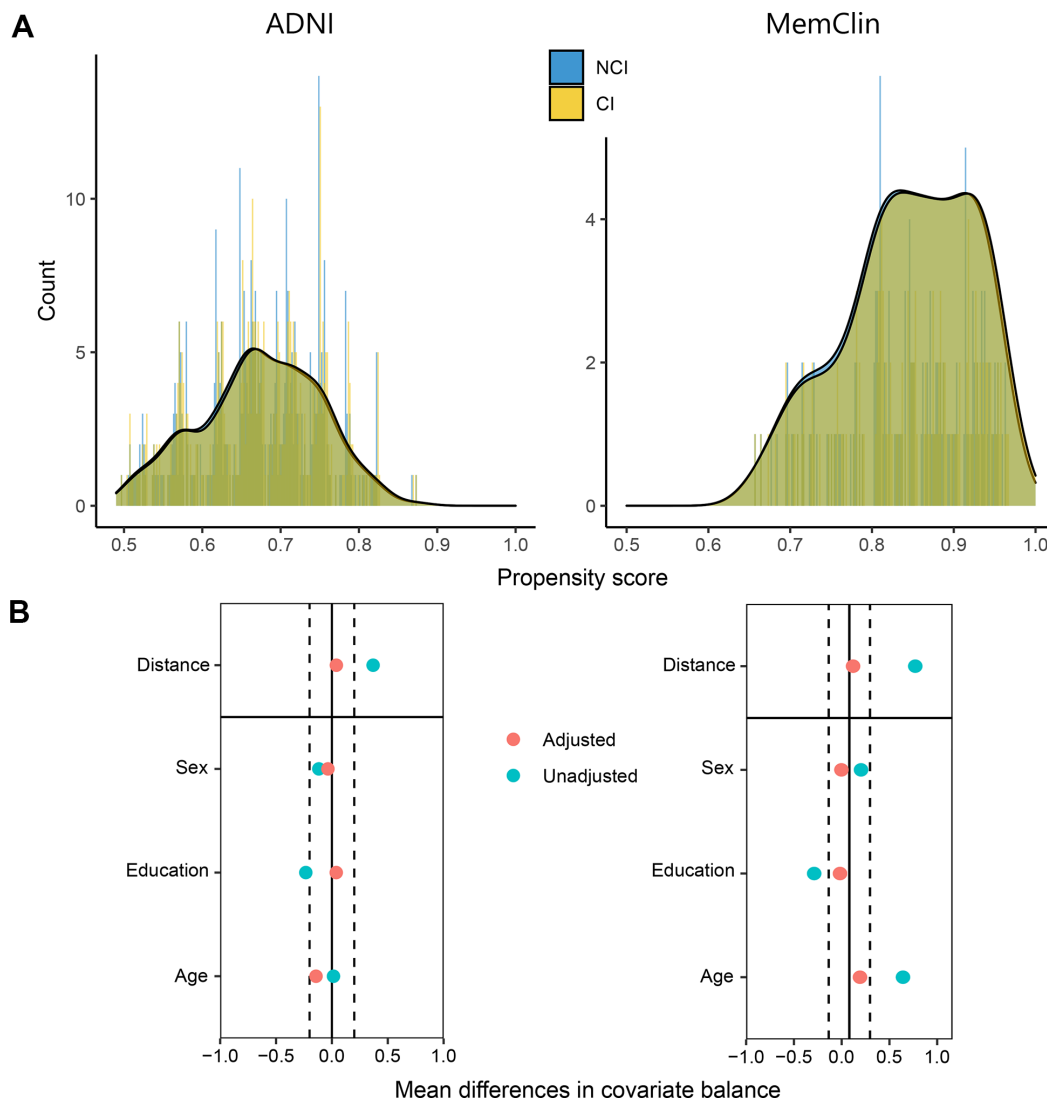 A
ADNI
MemClin
NCI
CI
Count
10
5
0
4
2
0
0.5 0.6 0.7 0.8 0.9 1.0
0.5 0.6 0.7 0.8 0.9 1.0
Propensity score
B
Distance
Sex
Education
Age
Adjusted
Unadjusted
Distance
Sex
Education
Age
−1.0 −0.5 0.0 0.5 1.0
−1.0 −0.5 0.0 0.5 1.0
Mean differences in covariate balance